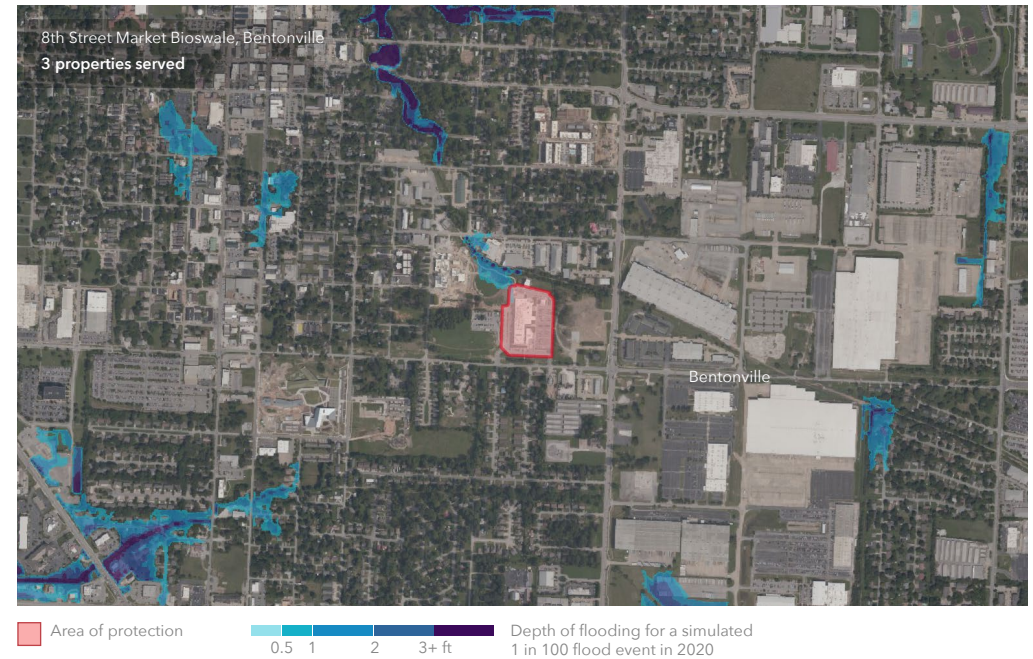 8th Street Market Bioswale, Bentonville
3 properties served
Bentonville
Area of protection
0.5 1 2 3+ ft
Depth of flooding for a simulated
1 in 100 flood event in 2020